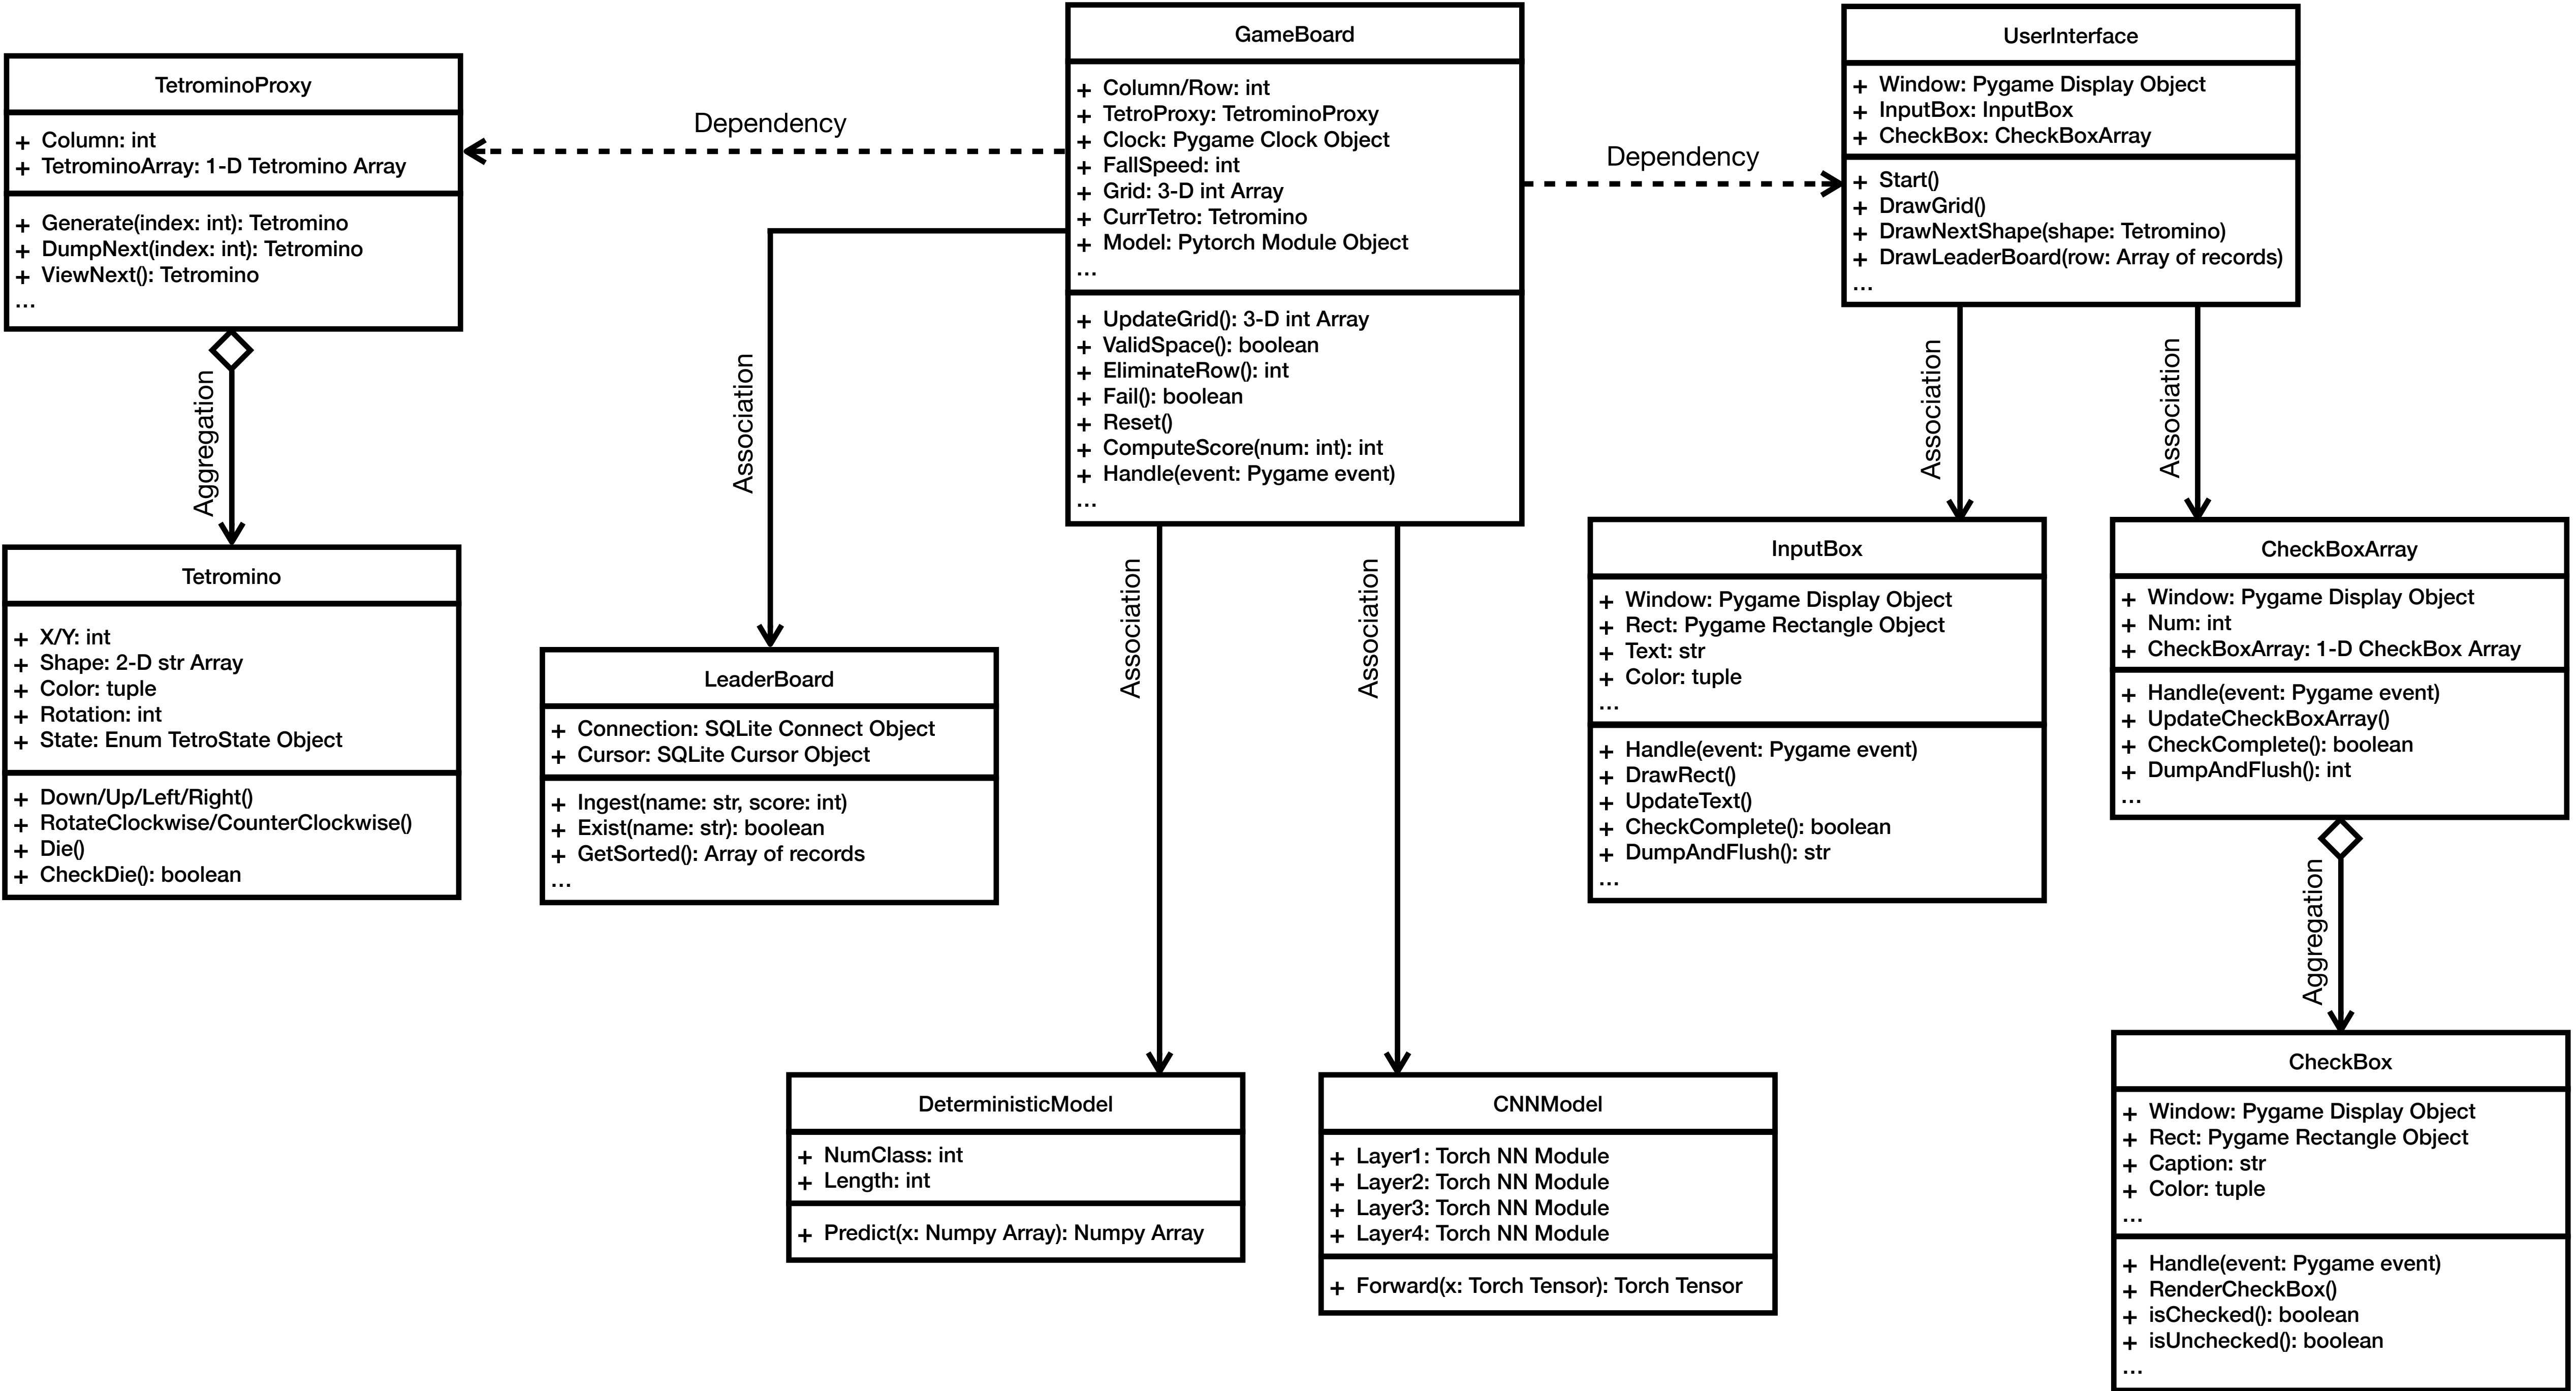 TetrominoProxy
+ Column: int
+ TetrominoArray: 1-D Tetromino Array
+ Generate(index: int): Tetromino
+ DumpNext(index: int): Tetromino
+ ViewNext(): Tetromino
...
Dependency
GameBoard
+ Column/Row: int
+ TetroProxy: TetrominoProxy
+ Clock: Pygame Clock Object
+ FallSpeed: int
+ Grid: 3-D int Array
+ CurrTetro: Tetromino
+ Model: Pytorch Module Object
...
+ UpdateGrid(): 3-D int Array
+ ValidSpace(): boolean
+ EliminateRow(): int
+ Fail(): boolean
+ Reset()
+ ComputeScore(num: int): int
+ Handle(event: Pygame event)
...
Dependency
UserInterface
+ Window: Pygame Display Object
+ InputBox: InputBox
+ CheckBox: CheckBoxArray
+ Start()
+ DrawGrid()
+ DrawNextShape(shape: Tetromino)
+ DrawLeaderBoard(row: Array of records)
...
Aggregation
Association
Association
Association
Association
Association
Tetromino
+ X/Y: int
+ Shape: 2-D str Array
+ Color: tuple
+ Rotation: int
+ State: Enum TetroState Object
+ Down/Up/Left/Right()
+ RotateClockwise/CounterClockwise()
+ Die()
+ CheckDie(): boolean
LeaderBoard
+ Connection: SQLite Connect Object
+ Cursor: SQLite Cursor Object
+ Ingest(name: str, score: int)
+ Exist(name: str): boolean
+ GetSorted(): Array of records
...
InputBox
+ Window: Pygame Display Object
+ Rect: Pygame Rectangle Object
+ Text: str
+ Color: tuple
...
+ Handle(event: Pygame event)
+ DrawRect()
+ UpdateText()
+ CheckComplete(): boolean
+ DumpAndFlush(): str
...
CheckBoxArray
+ Window: Pygame Display Object
+ Num: int
+ CheckBoxArray: 1-D CheckBox Array
+ Handle(event: Pygame event)
+ UpdateCheckBoxArray()
+ CheckComplete(): boolean
+ DumpAndFlush(): int
...
Aggregation
DeterministicModel
+ NumClass: int
+ Length: int
+ Predict(x: Numpy Array): Numpy Array
CNNModel
+ Layer1: Torch NN Module
+ Layer2: Torch NN Module
+ Layer3: Torch NN Module
+ Layer4: Torch NN Module
+ Forward(x: Torch Tensor): Torch Tensor
CheckBox
+ Window: Pygame Display Object
+ Rect: Pygame Rectangle Object
+ Caption: str
+ Color: tuple
...
+ Handle(event: Pygame event)
+ RenderCheckBox()
+ isChecked(): boolean
+ isUnchecked(): boolean
...